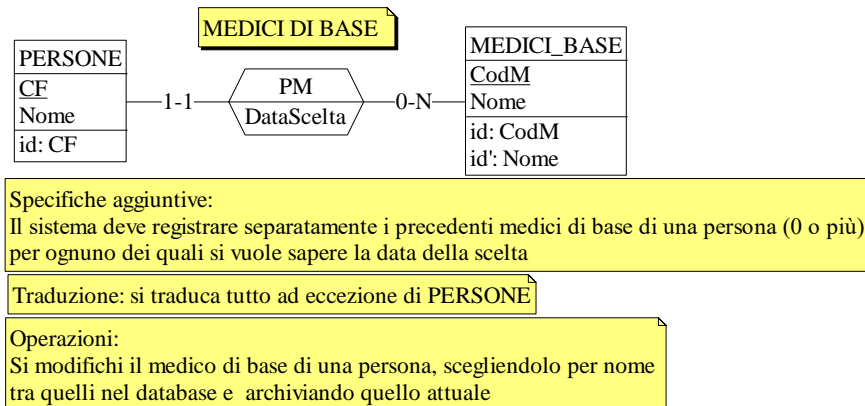 MEDICI DI BASE
PERSONE
CF
Nome
id: CF
1-1
PM
DataScelta
0-N
MEDICI_BASE
CodM
Nome
id: CodM
id': Nome
Specifiche aggiuntive:
Il sistema deve registrare separatamente i precedenti medici di base di una persona (0 o più)
per ognuno dei quali si vuole sapere la data della scelta
Traduzione: si traduca tutto ad eccezione di PERSONE
Operazioni:
Si modifichi il medico di base di una persona, scegliendolo per nome
tra quelli nel database e archiviando quello attuale